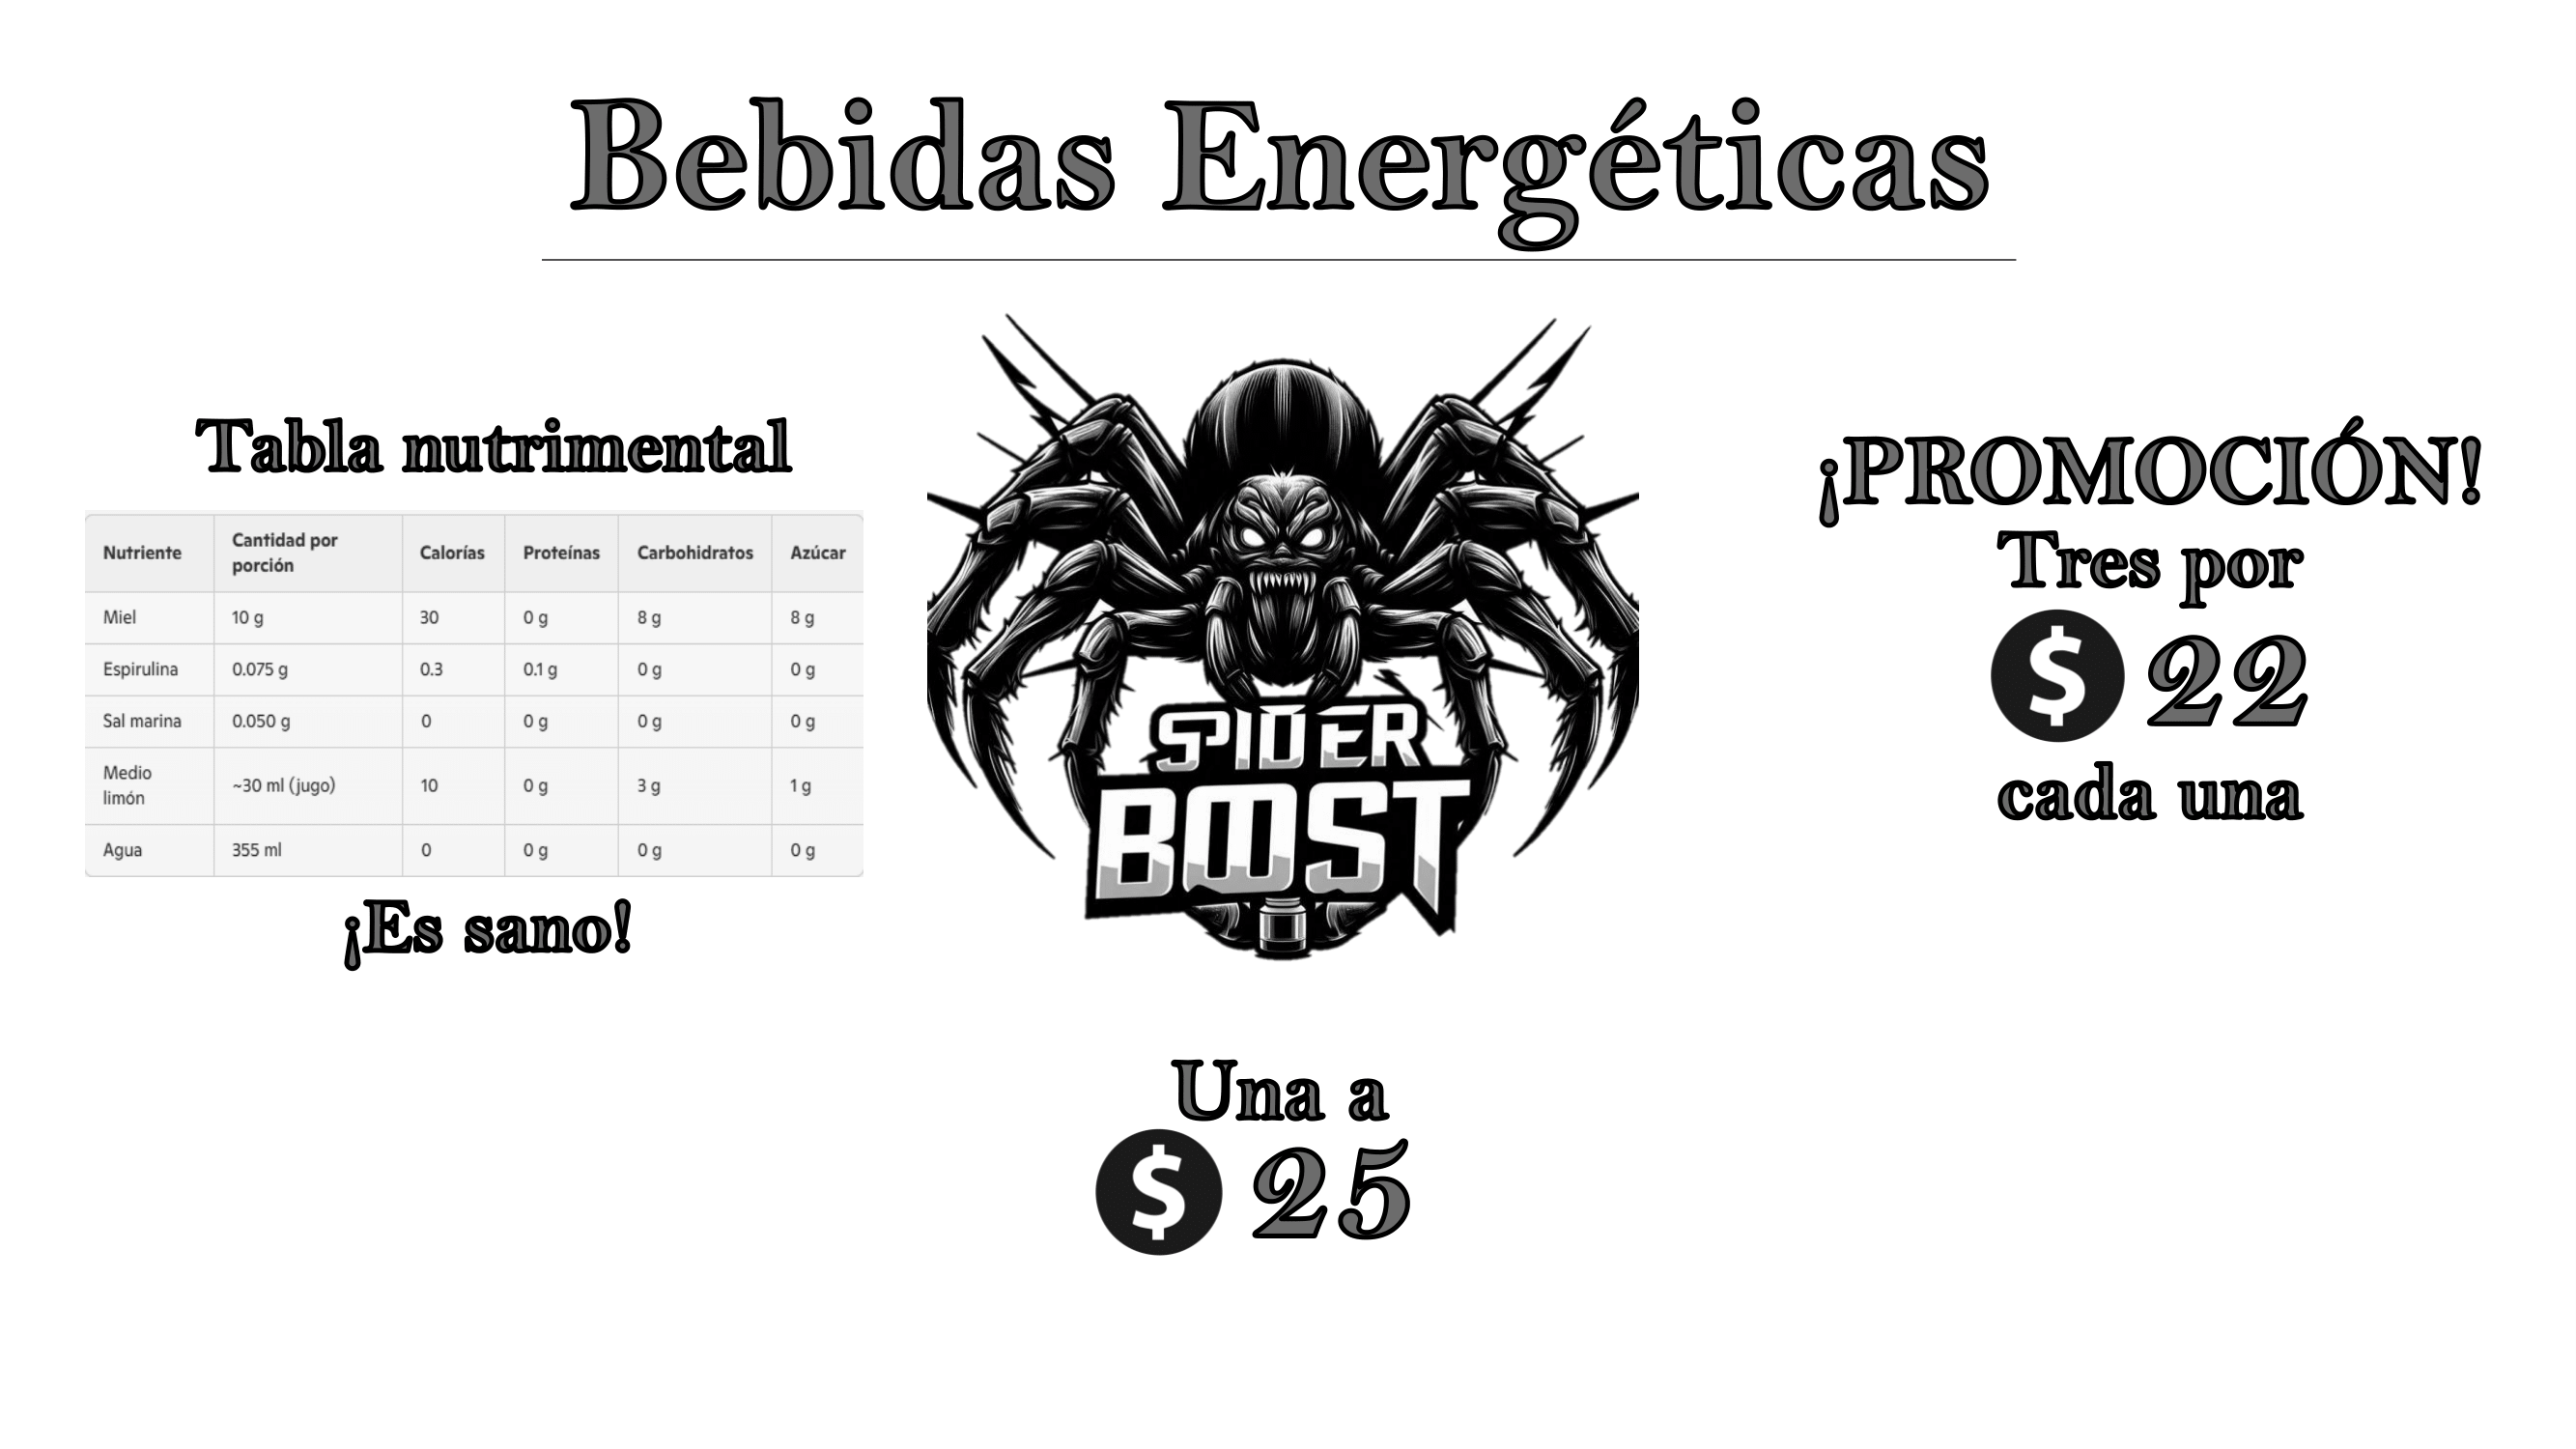 Bebidas Energéticas
Tabla nutrimental
Nutriente Cantidad por porción Calorías Proteínas Carbohidratos Azúcar
Miel 10 g 30 0 g 8 g 8 g
Espirulina 0.075 g 0.3 0.1 g 0 g 0 g
Sal marina 0.050 g 0 0 g 0 g 0 g
Medio limón ~30 ml (jugo) 10 0 g 3 g 1 g
Agua 355 ml 0 0 g 0 g 0 g
¡Es sano!
SPIDER
BOOST
Una a
$ 25
¡PROMOCIÓN!
Tres por
$ 22
cada una